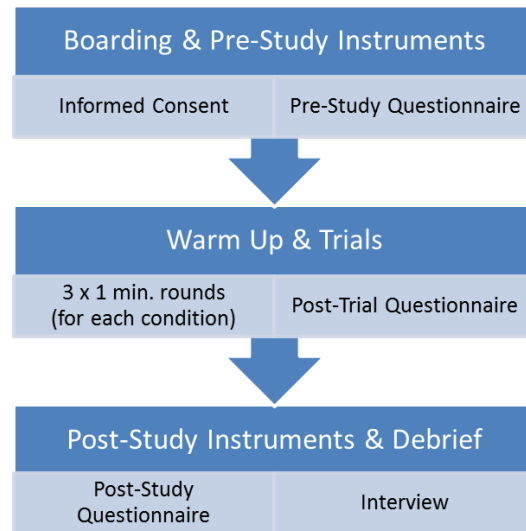 Boarding & Pre-Study Instruments
Informed Consent
Pre-Study Questionnaire
Warm Up & Trials
3 x 1 min. rounds
(for each condition)
Post-Trial Questionnaire
Post-Study Instruments & Debrief
Post-Study
Questionnaire
Interview